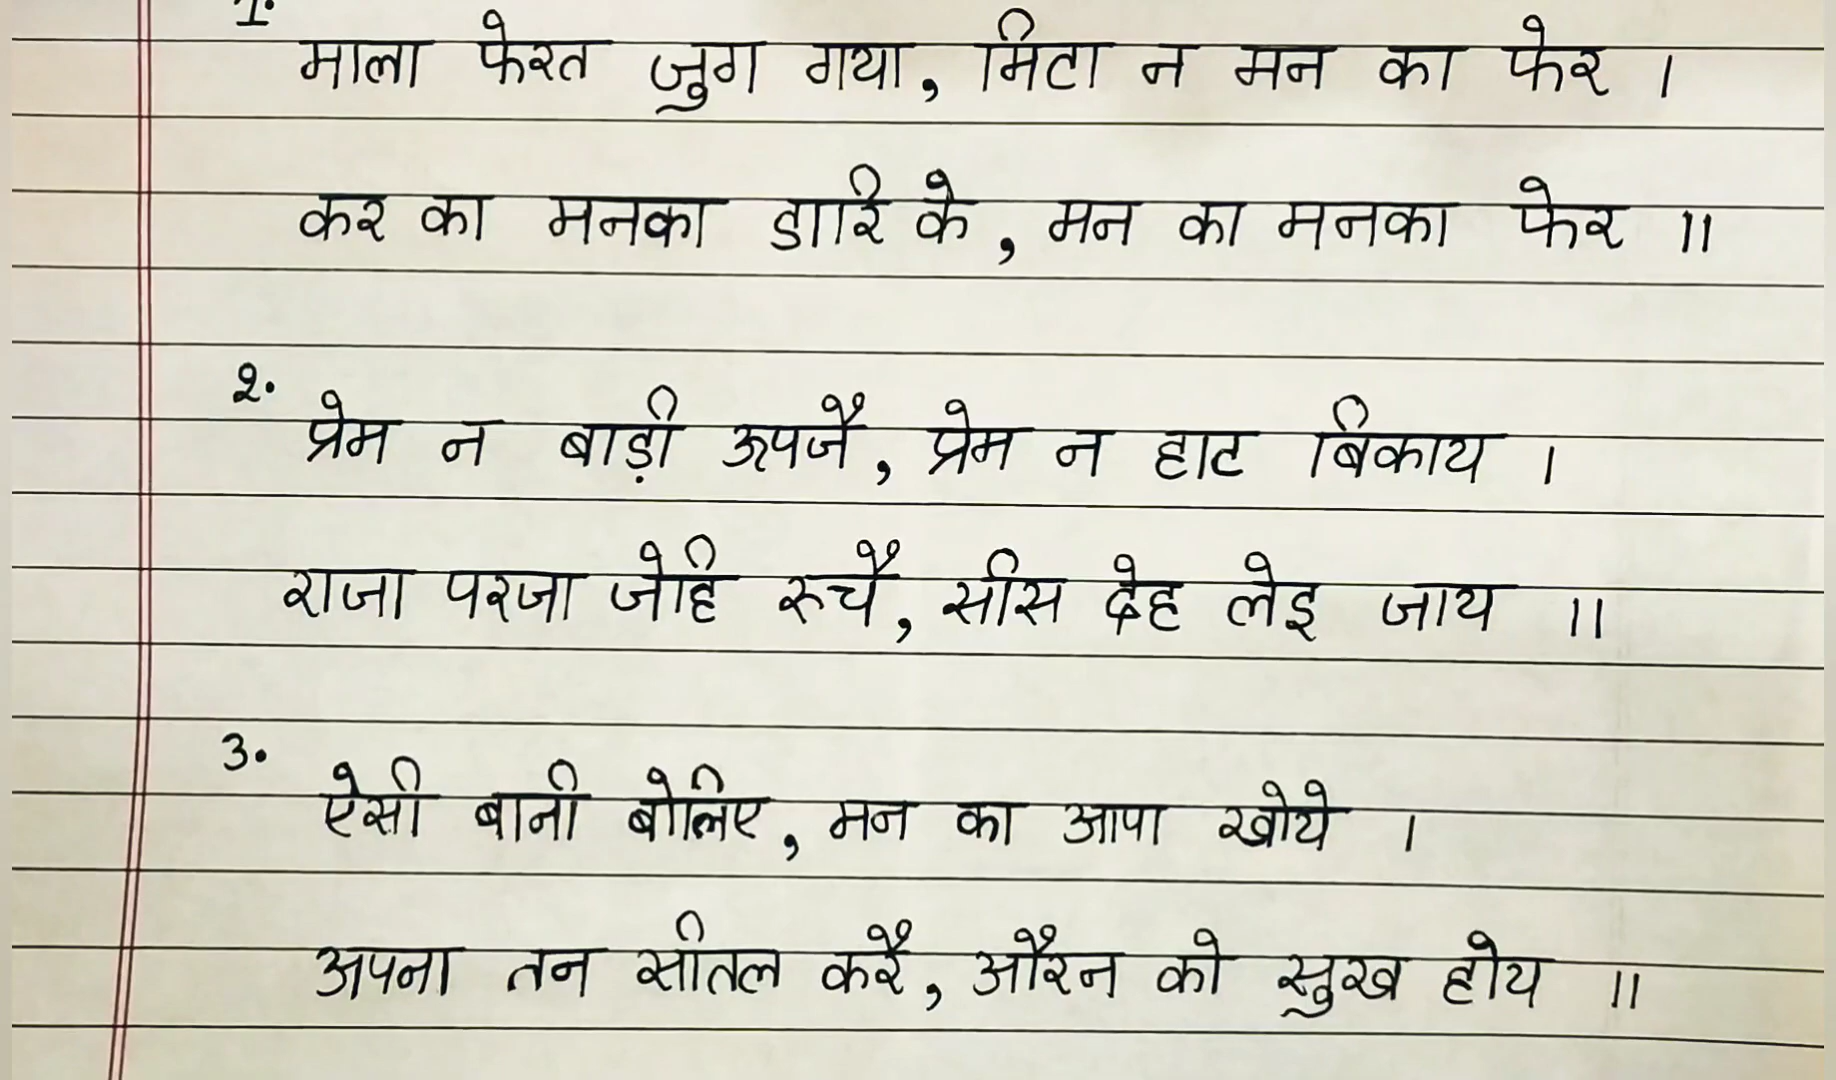 1.
माला फेरत जुग गया, मिटा न मन का फेर ।
कर का मनका डारि के, मन का मनका फेर ॥
2.
प्रेम न बाड़ी ऊपजै, प्रेम न हाट बिकाय ।
राजा परजा जेहि रुचै, सीस देह लेइ जाय ॥
3.
ऐसी बानी बोलिए, मन का आपा खोये ।
अपना तन सीतल करै, औरन को सुख होय ॥